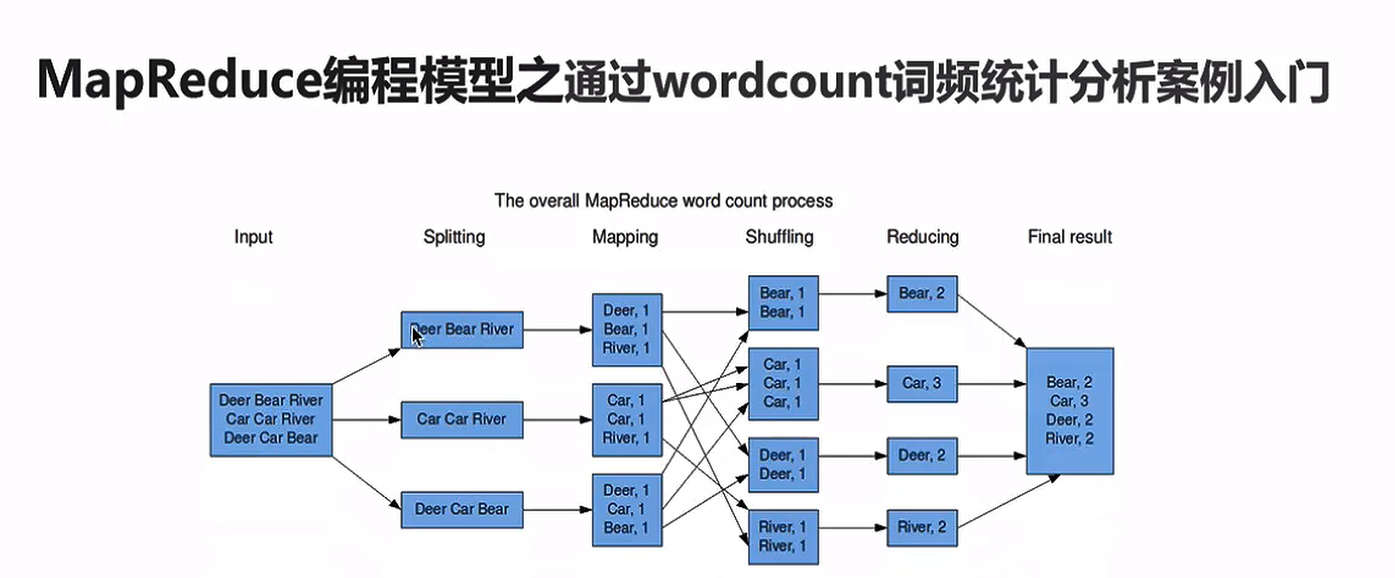 MapReduce编程模型之通过wordcount词频统计分析案例入门
The overall MapReduce word count process
Input
Splitting
Mapping
Shuffling
Reducing
Final result
Deer Bear River
Car Car River
Deer Car Bear
Deer Bear River
Car Car River
Deer Car Bear
Deer, 1
Bear, 1
River, 1
Car, 1
Car, 1
River, 1
Deer, 1
Car, 1
Bear, 1
Bear, 1
Bear, 1
Car, 1
Car, 1
Car, 1
Deer, 1
Deer, 1
River, 1
River, 1
Bear, 2
Car, 3
Deer, 2
River, 2
Bear, 2
Car, 3
Deer, 2
River, 2